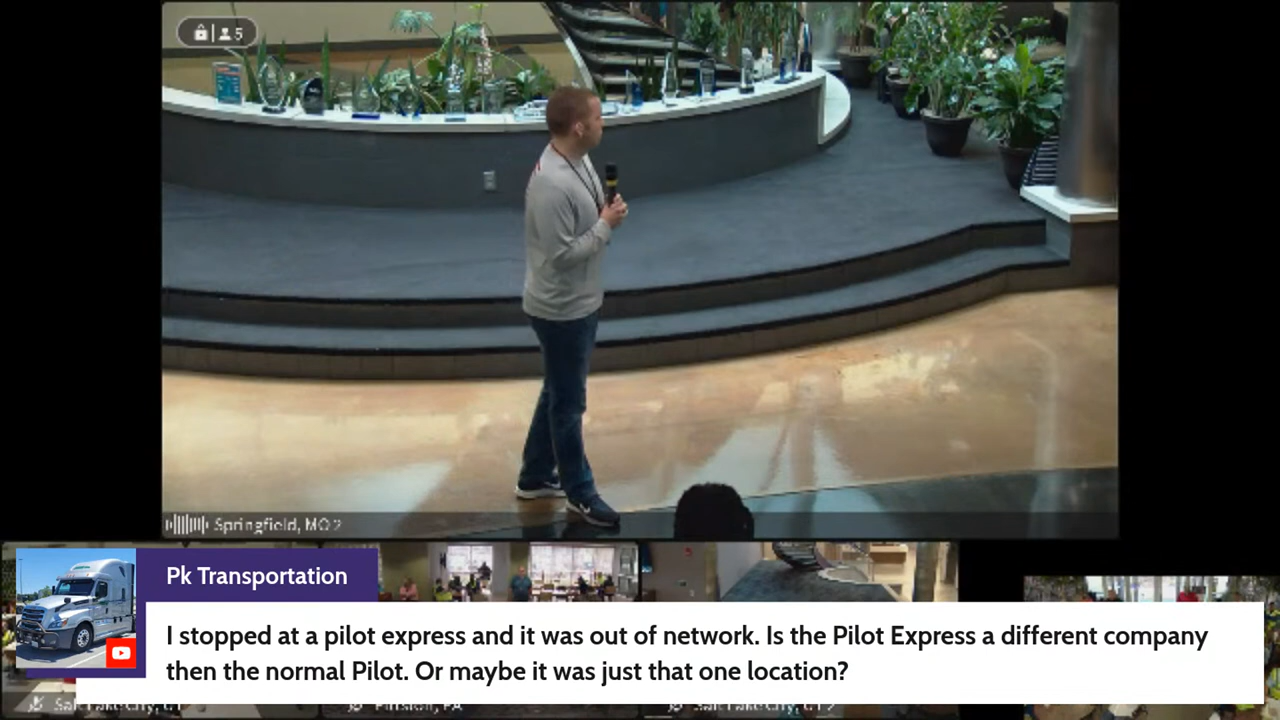 5
Springfield, MO 2
Pk Transportation
I stopped at a pilot express and it was out of network. Is the Pilot Express a different company
then the normal Pilot. Or maybe it was just that one location?